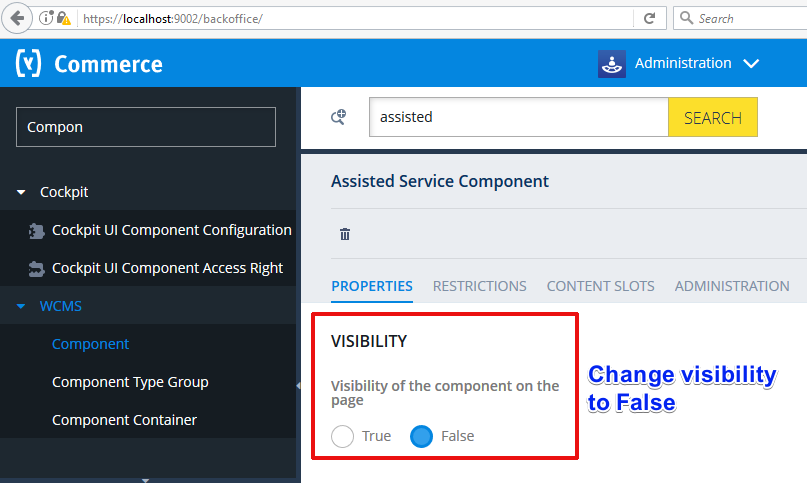 https://localhost:9002/backoffice/
Search
[y] Commerce
Administration
Compon
assisted
SEARCH
Cockpit
Cockpit UI Component Configuration
Cockpit UI Component Access Right
WCMS
Component
Component Type Group
Component Container
Assisted Service Component
PROPERTIES RESTRICTIONS CONTENT SLOTS ADMINISTRATION
VISIBILITY
Visibility of the component on the
page
True False
Change visibility
to False